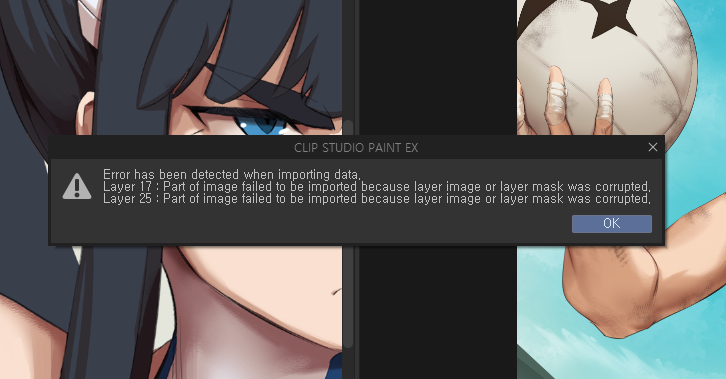 CLIP STUDIO PAINT EX
Error has been detected when importing data.
Layer 17 : Part of image failed to be imported because layer image or layer mask was corrupted.
Layer 25 : Part of image failed to be imported because layer image or layer mask was corrupted.
OK